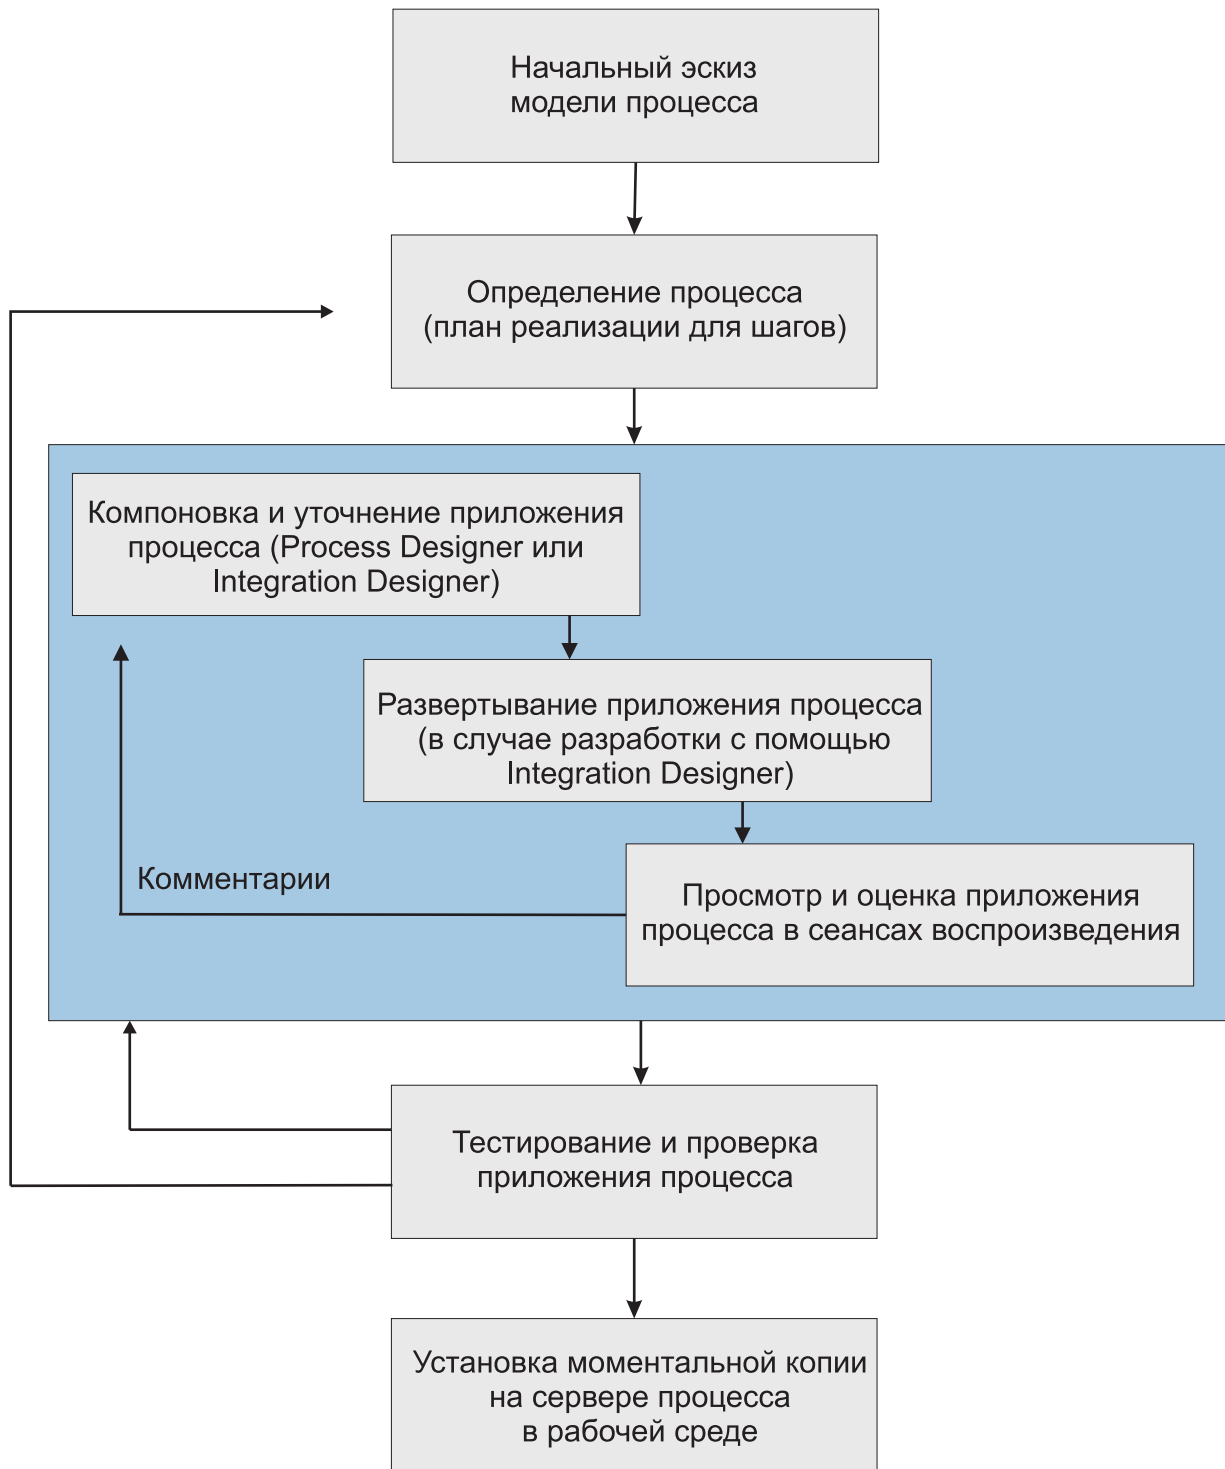 Начальный эскиз
модели процесса
Определение процесса
(план реализации для шагов)
Компоновка и уточнение приложения
процесса (Process Designer или
Integration Designer)
Развертывание приложения процесса
(в случае разработки с помощью
Integration Designer)
Комментарии
Просмотр и оценка приложения
процесса в сеансах воспроизведения
Тестирование и проверка
приложения процесса
Установка моментальной копии
на сервере процесса
в рабочей среде